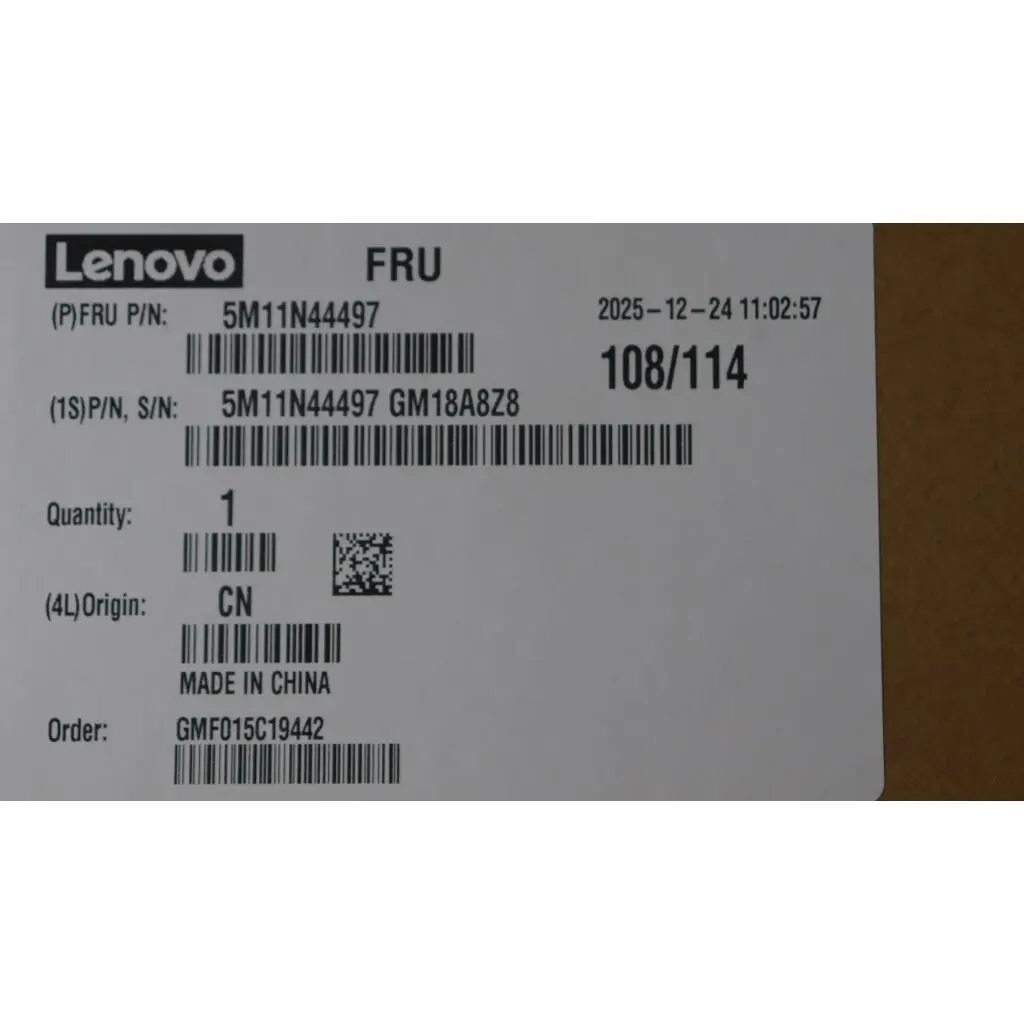 Lenovo FRU
(P)FRU P/N: 5M11N44497 2025-12-24 11:02:57
108/114
(1S)P/N, S/N: 5M11N44497 GM18A8Z8
Quantity: 1
(4L)Origin: CN
MADE IN CHINA
Order: GMF015C19442